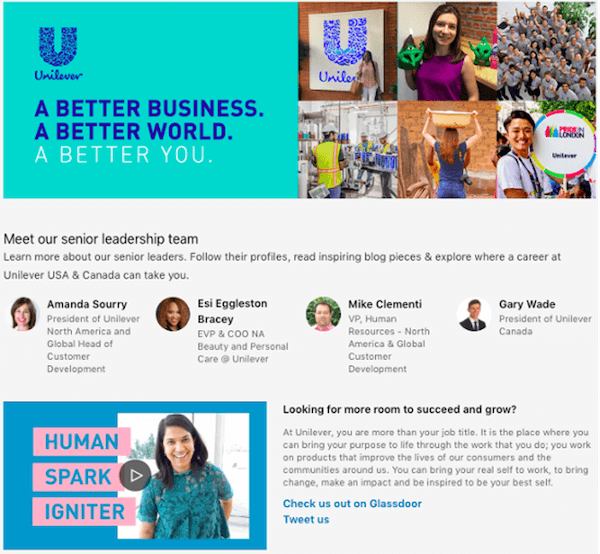 Unilever
A BETTER BUSINESS.
A BETTER WORLD.
A BETTER YOU.
Unilever
PRIDE IN
LONDON
Unilever
Meet our senior leadership team
Learn more about our senior leaders. Follow their profiles, read inspiring blog pieces & explore where a career at
Unilever USA & Canada can take you.
Amanda Sourry
President of Unilever
North America and
Global Head of
Customer
Development
Esi Eggleston
Bracey
EVP & COO NA
Beauty and Personal
Care @ Unilever
Mike Clementi
VP, Human
Resources - North
America & Global
Customer
Development
Gary Wade
President of Unilever
Canada
HUMAN
SPARK
IGNITER
Looking for more room to succeed and grow?
At Unilever, you are more than your job title. It is the place where you
can bring your purpose to life through the work that you do; you work
on products that improve the lives of our consumers and the
communities around us. You can bring your real self to work, to bring
change, make an impact and be inspired to be your best self.
Check us out on Glassdoor
Tweet us